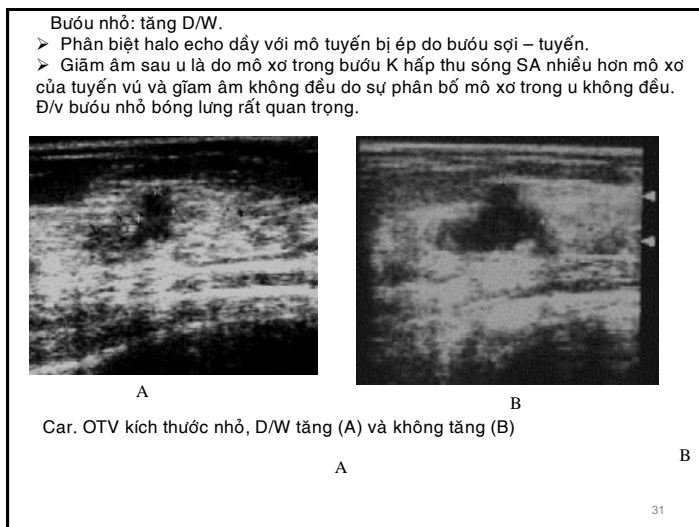 Bướu nhỏ: tăng D/W.
➢ Phân biệt halo echo dầy với mô tuyến bị ép do bướu sợi – tuyến.
➢ Giãm âm sau u là do mô xơ trong bướu K hấp thu sóng SA nhiều hơn mô xơ
của tuyến vú và gĩam âm không đều do sự phân bố mô xơ trong u không đều.
Đ/v bướu nhỏ bóng lưng rất quan trọng.
A
B
Car. OTV kích thước nhỏ, D/W tăng (A) và không tăng (B)
A
B
31